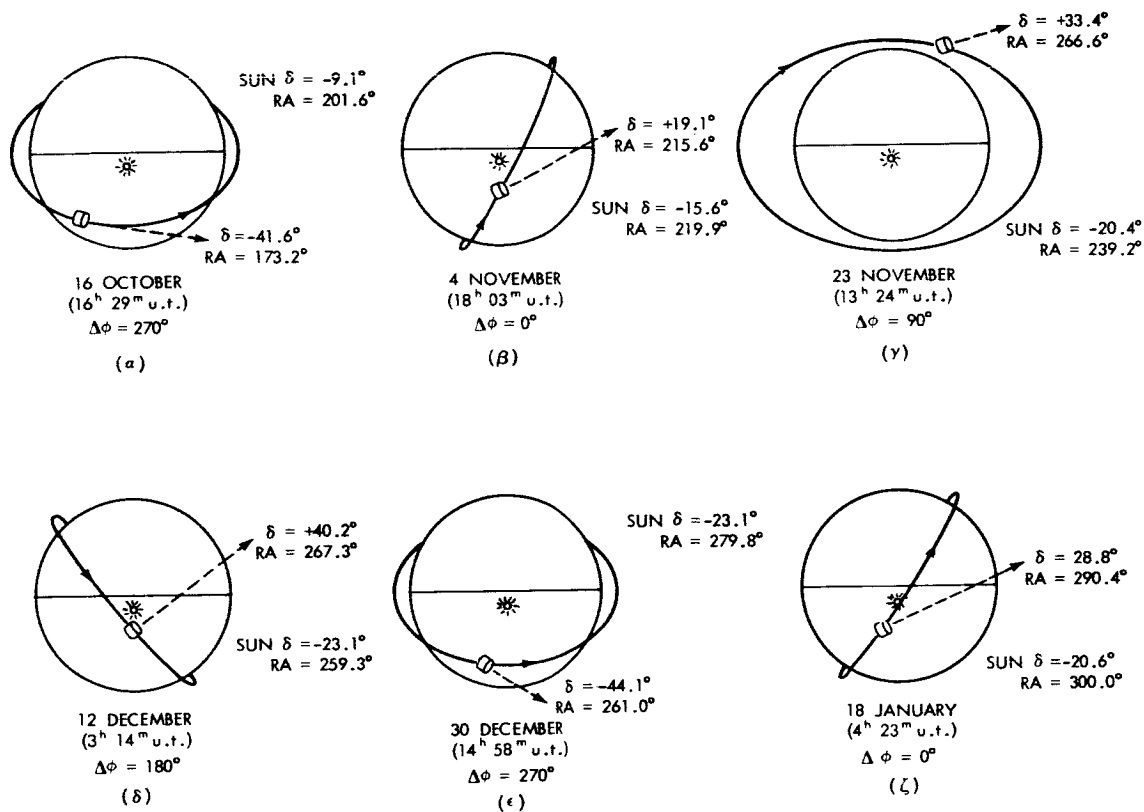 SUN δ = -9.1°
RA = 201.6°
δ = -41.6°
RA = 173.2°
16 OCTOBER
(16ʰ 29ᵐ u.t.)
Δϕ = 270°
(α)
δ = +19.1°
RA = 215.6°
SUN δ = -15.6°
RA = 219.9°
4 NOVEMBER
(18ʰ 03ᵐ u.t.)
Δϕ = 0°
(β)
δ = +33.4°
RA = 266.6°
SUN δ = -20.4°
RA = 239.2°
23 NOVEMBER
(13ʰ 24ᵐ u.t.)
Δϕ = 90°
(γ)
δ = +40.2°
RA = 267.3°
SUN δ = -23.1°
RA = 259.3°
12 DECEMBER
(3ʰ 14ᵐ u.t.)
Δϕ = 180°
(δ)
SUN δ = -23.1°
RA = 279.8°
δ = -44.1°
RA = 261.0°
30 DECEMBER
(14ʰ 58ᵐ u.t.)
Δϕ = 270°
(ϵ)
δ = 28.8°
RA = 290.4°
SUN δ = -20.6°
RA = 300.0°
18 JANUARY
(4ʰ 23ᵐ u.t.)
Δ ϕ = 0°
(ζ)